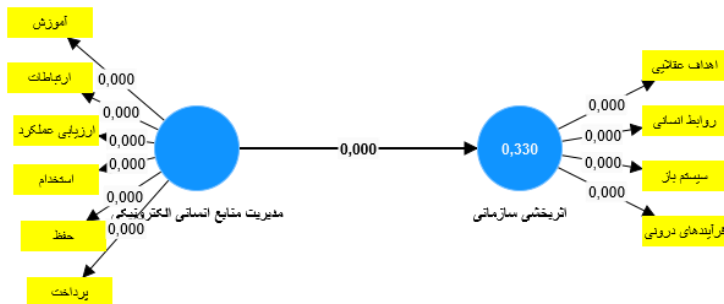 آموزش
ارتباطات
ارزیابی عملکرد
استخدام
حفظ
پرداخت
0,000
0,000
0,000
0,000
0,000
0,000
مدیریت منابع انسانی الکترونیکی
0,000
0,330
اثربخشی سازمانی
0,000
0,000
0,000
0,000
اهداف عقلایی
روابط انسانی
سیستم باز
فرآیندهای درونی